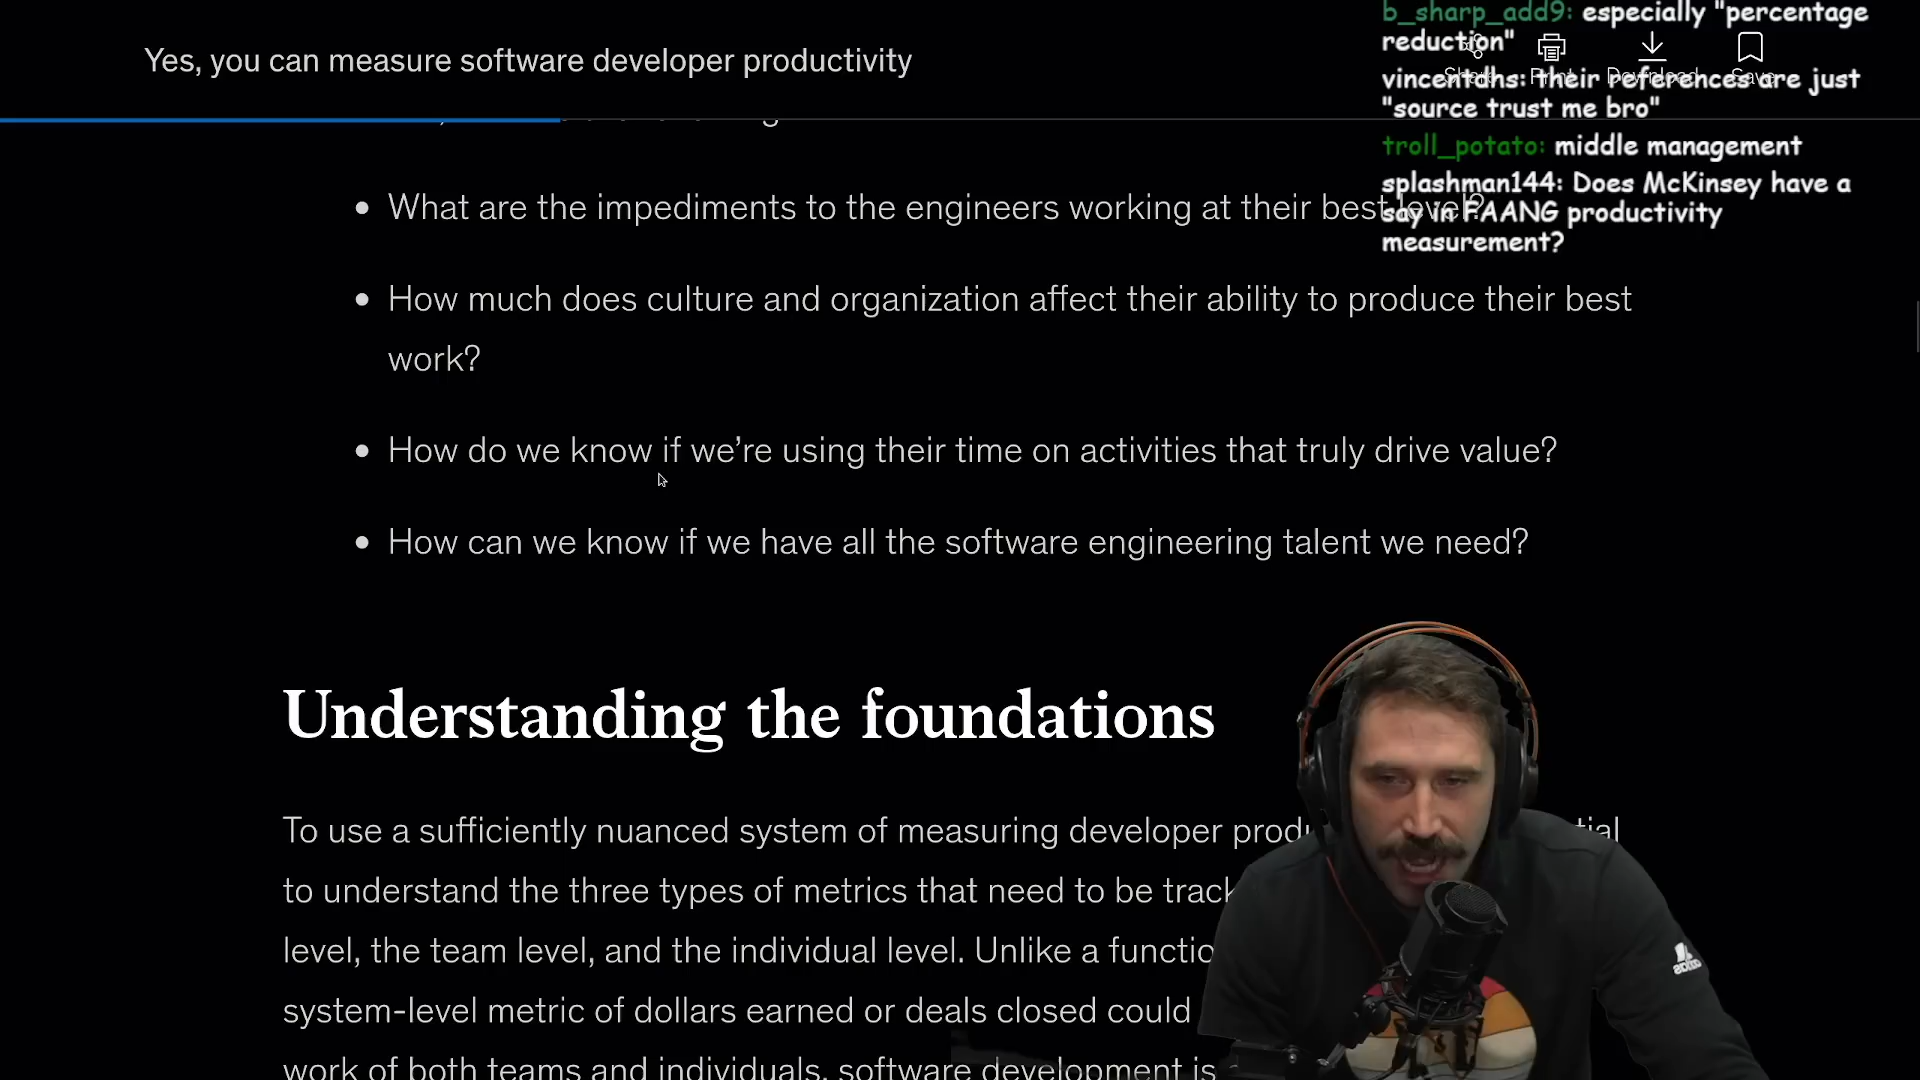 Yes, you can measure software developer productivity
b_sharp_add9: especially "percentage
reduction"
Share Print Download Save
vincentdhs: their references are just
"source trust me bro"
troll_potato: middle management
splashman144: Does McKinsey have a
say in FAANG productivity
measurement?
• What are the impediments to the engineers working at their best level?
• How much does culture and organization affect their ability to produce their best
work?
• How do we know if we’re using their time on activities that truly drive value?
• How can we know if we have all the software engineering talent we need?
Understanding the foundations
To use a sufficiently nuanced system of measuring developer
to understand the three types of metrics that need to be
level, the team level, and the individual level. Unlike a
system-level metric of dollars earned or deals closed could
work of both teams and individuals, software development is
adidas